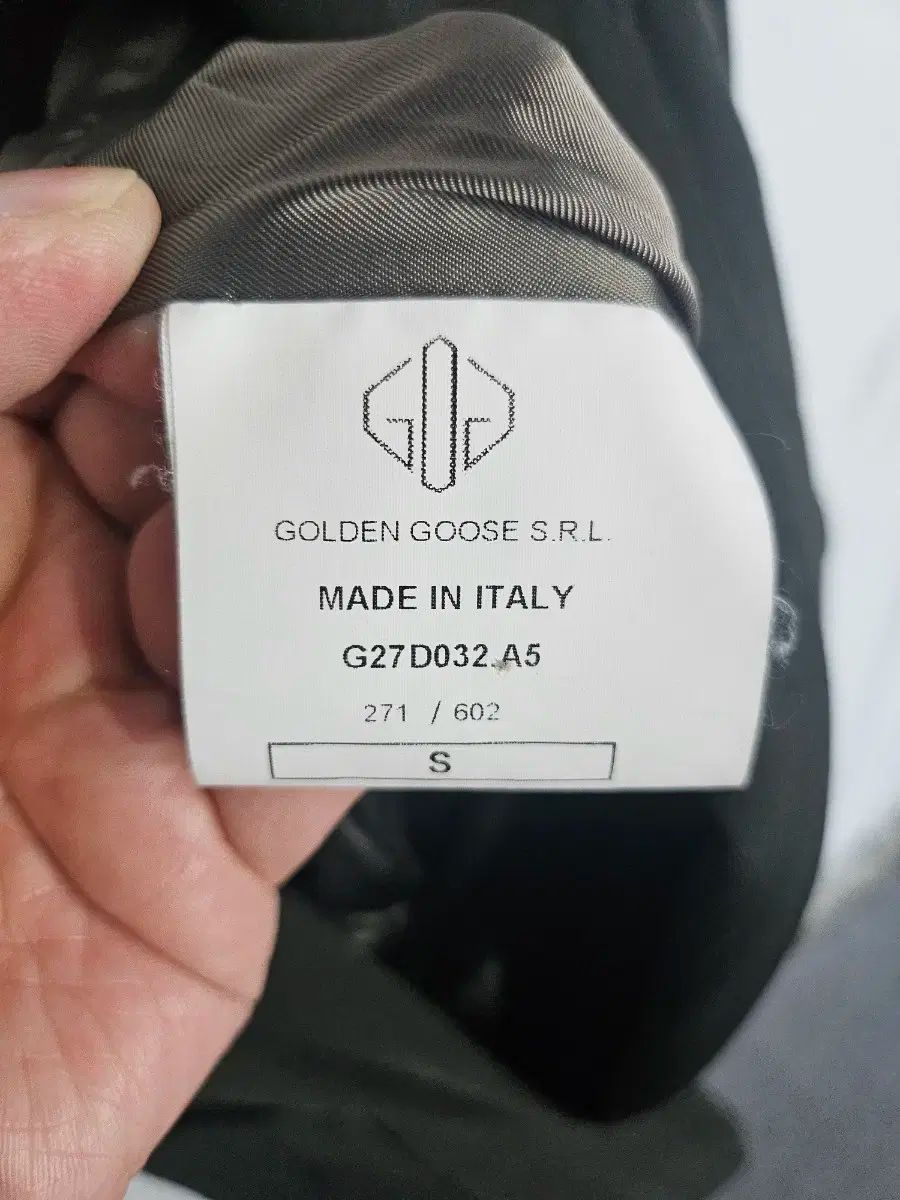 GOLDEN GOOSE S.R.L.
MADE IN ITALY
G27D032.A5
271 / 602
S